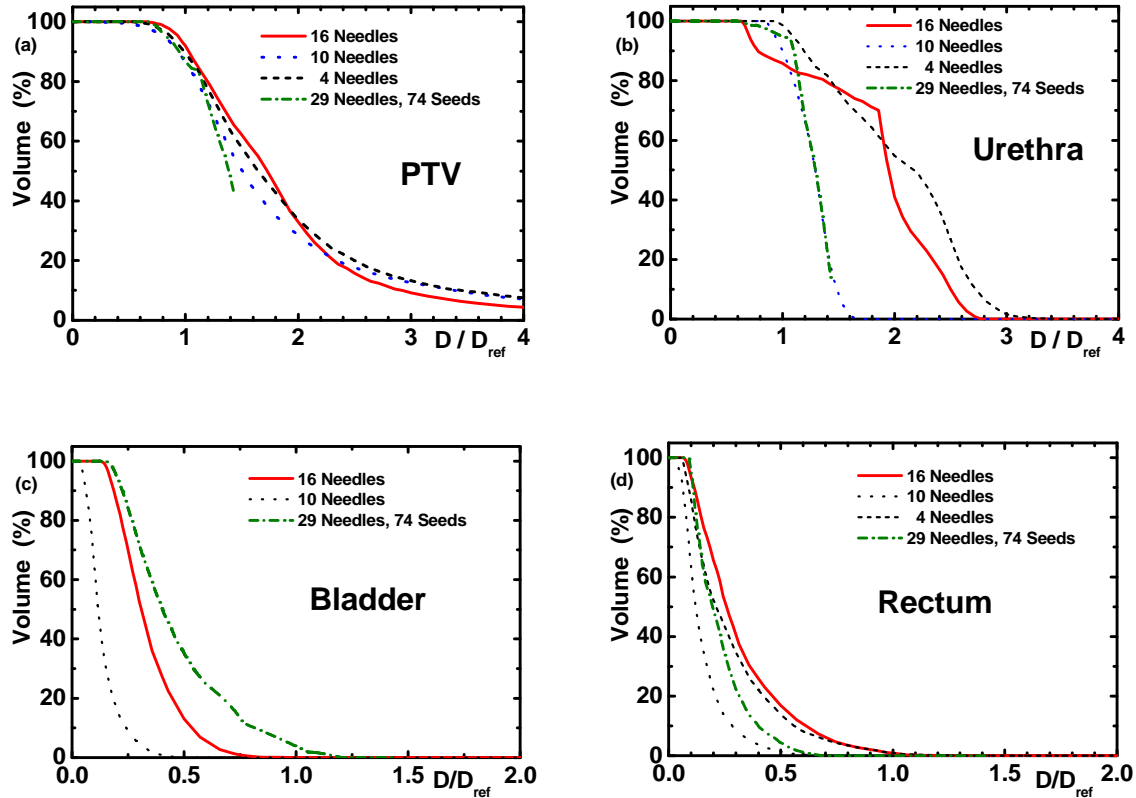 (a)
16 Needles
10 Needles
4 Needles
29 Needles, 74 Seeds
PTV
Volume (%)
100
80
60
40
20
0
0
1
2
3
4
D / Dref
(b)
16 Needles
10 Needles
4 Needles
29 Needles, 74 Seeds
Urethra
Volume (%)
100
80
60
40
20
0
0
1
2
3
4
D / Dref
(c)
16 Needles
10 Needles
29 Needles, 74 Seeds
Bladder
Volume (%)
100
80
60
40
20
0
0.0
0.5
1.0
1.5
2.0
D/Dref
(d)
16 Needles
10 Needles
4 Needles
29 Needles, 74 Seeds
Rectum
Volume (%)
100
80
60
40
20
0
0.0
0.5
1.0
1.5
2.0
D/Dref